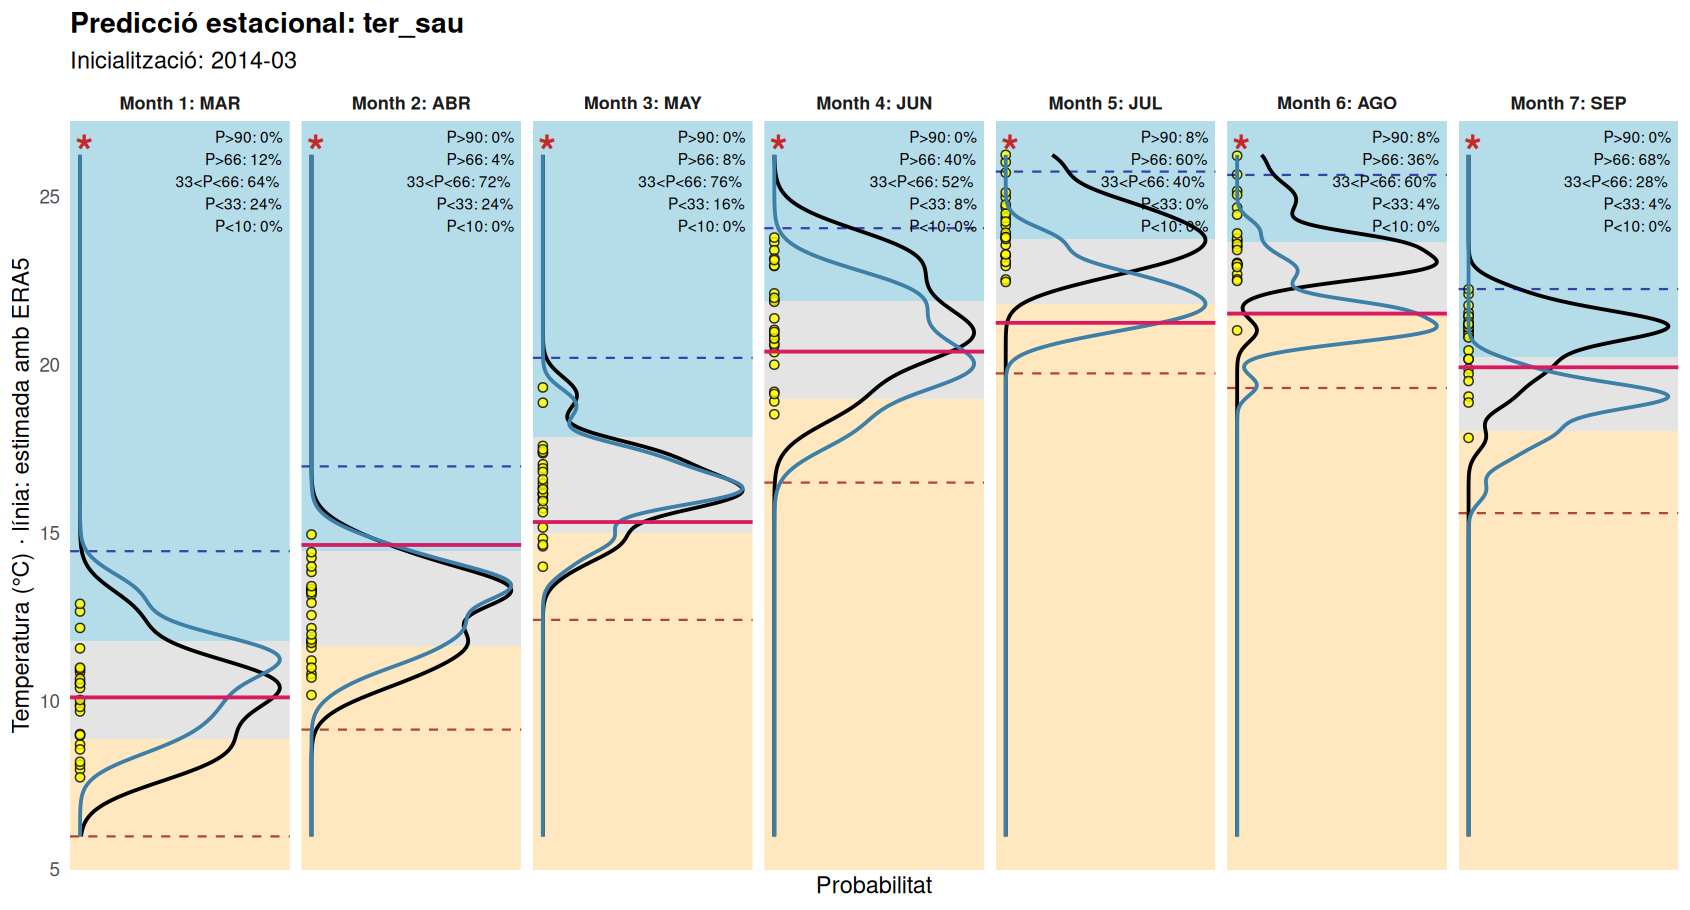 Predicció estacional: ter_sau
Inicialització: 2014-03
Month 1: MAR
Month 2: ABR
Month 3: MAY
Month 4: JUN
Month 5: JUL
Month 6: AGO
Month 7: SEP
*
P>90: 0%
P>66: 12%
33<P<66: 64%
P<33: 24%
P<10: 0%
*
P>90: 0%
P>66: 4%
33<P<66: 72%
P<33: 24%
P<10: 0%
*
P>90: 0%
P>66: 8%
33<P<66: 76%
P<33: 16%
P<10: 0%
*
P>90: 0%
P>66: 40%
33<P<66: 52%
P<33: 8%
P<10: 0%
*
P>90: 8%
P>66: 60%
33<P<66: 40%
P<33: 0%
P<10: 0%
*
P>90: 8%
P>66: 36%
33<P<66: 60%
P<33: 4%
P<10: 0%
*
P>90: 0%
P>66: 68%
33<P<66: 28%
P<33: 4%
P<10: 0%
25
20
15
10
5
Temperatura (°C) · línia: estimada amb ERA5
Probabilitat